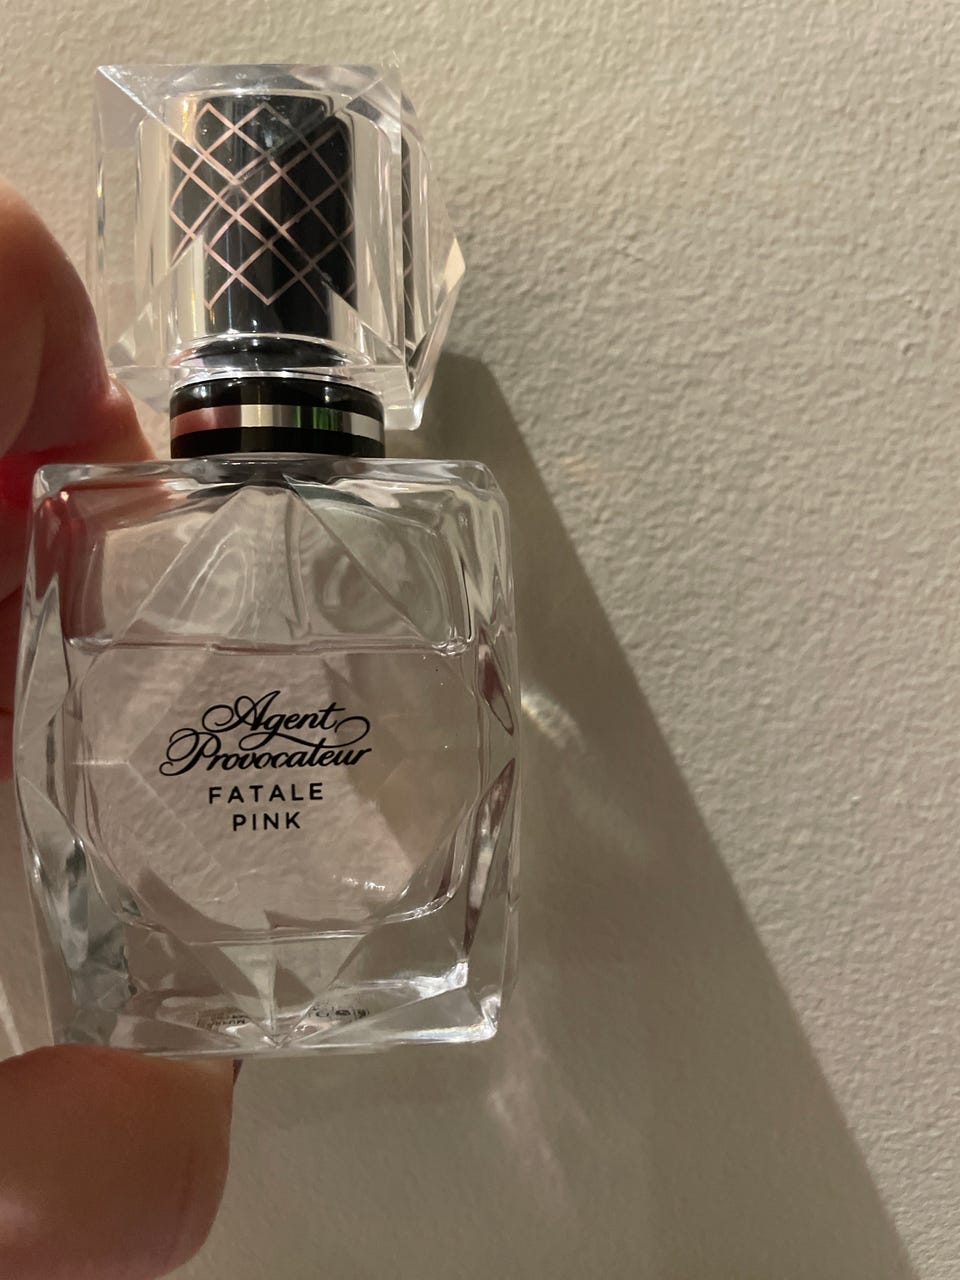 Agent
Provocateur
FATALE
PINK